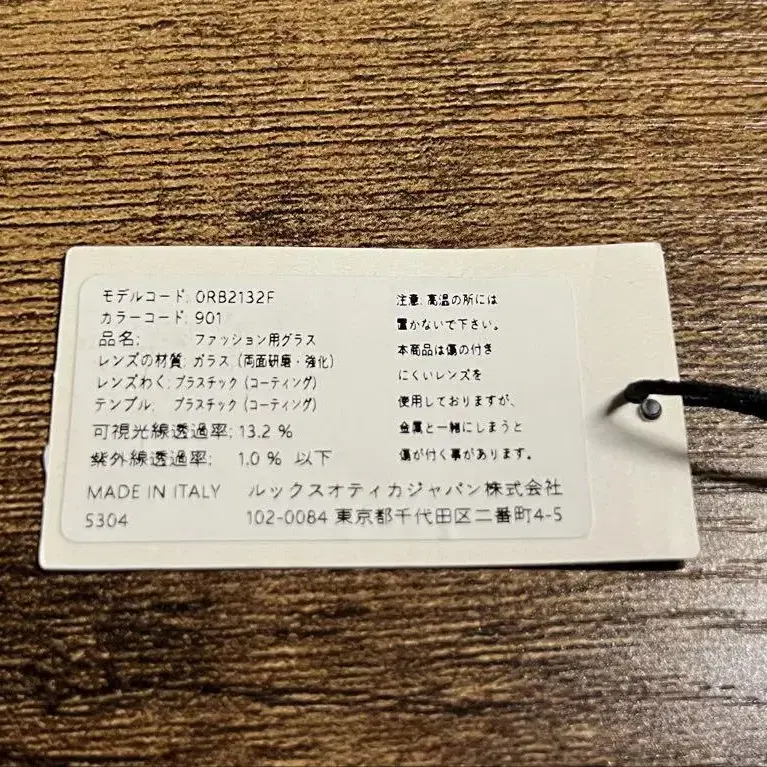 モデルコード: 0RB2132F
カラーコード: 901
品名: ファッション用グラス
レンズの材質: ガラス (両面研磨・強化)
レンズわく: プラスチック (コーティング)
テンプル: プラスチック (コーティング)
可視光線透過率: 13.2 %
紫外線透過率: 1.0 % 以下
注意: 高温の所には
置かないで下さい。
本商品は傷の付き
にくいレンズを
使用しておりますが、
金属と一緒にしまうと
傷が付く事があります。
MADE IN ITALY ルックスオティカジャパン株式会社
5304 102-0084 東京都千代田区二番町4-5